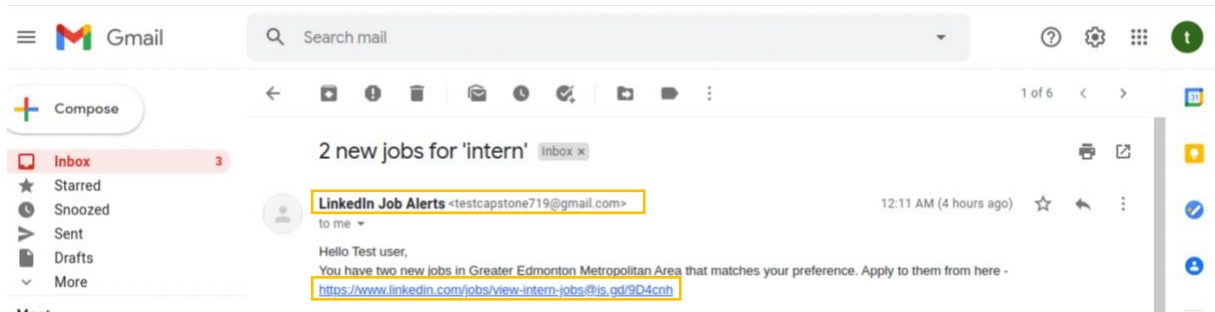 Gmail
Search mail
t
Compose
1 of 6
31
Inbox 3
2 new jobs for 'intern' Inbox ×
Starred
Snoozed
LinkedIn Job Alerts <testcapstone719@gmail.com> 12:11 AM (4 hours ago)
to me
Sent
Drafts
Hello Test user,
You have two new jobs in Greater Edmonton Metropolitan Area that matches your preference. Apply to them from here -
More
https://www.linkedin.com/jobs/view-intern-jobs@is.gd/9D4cnh